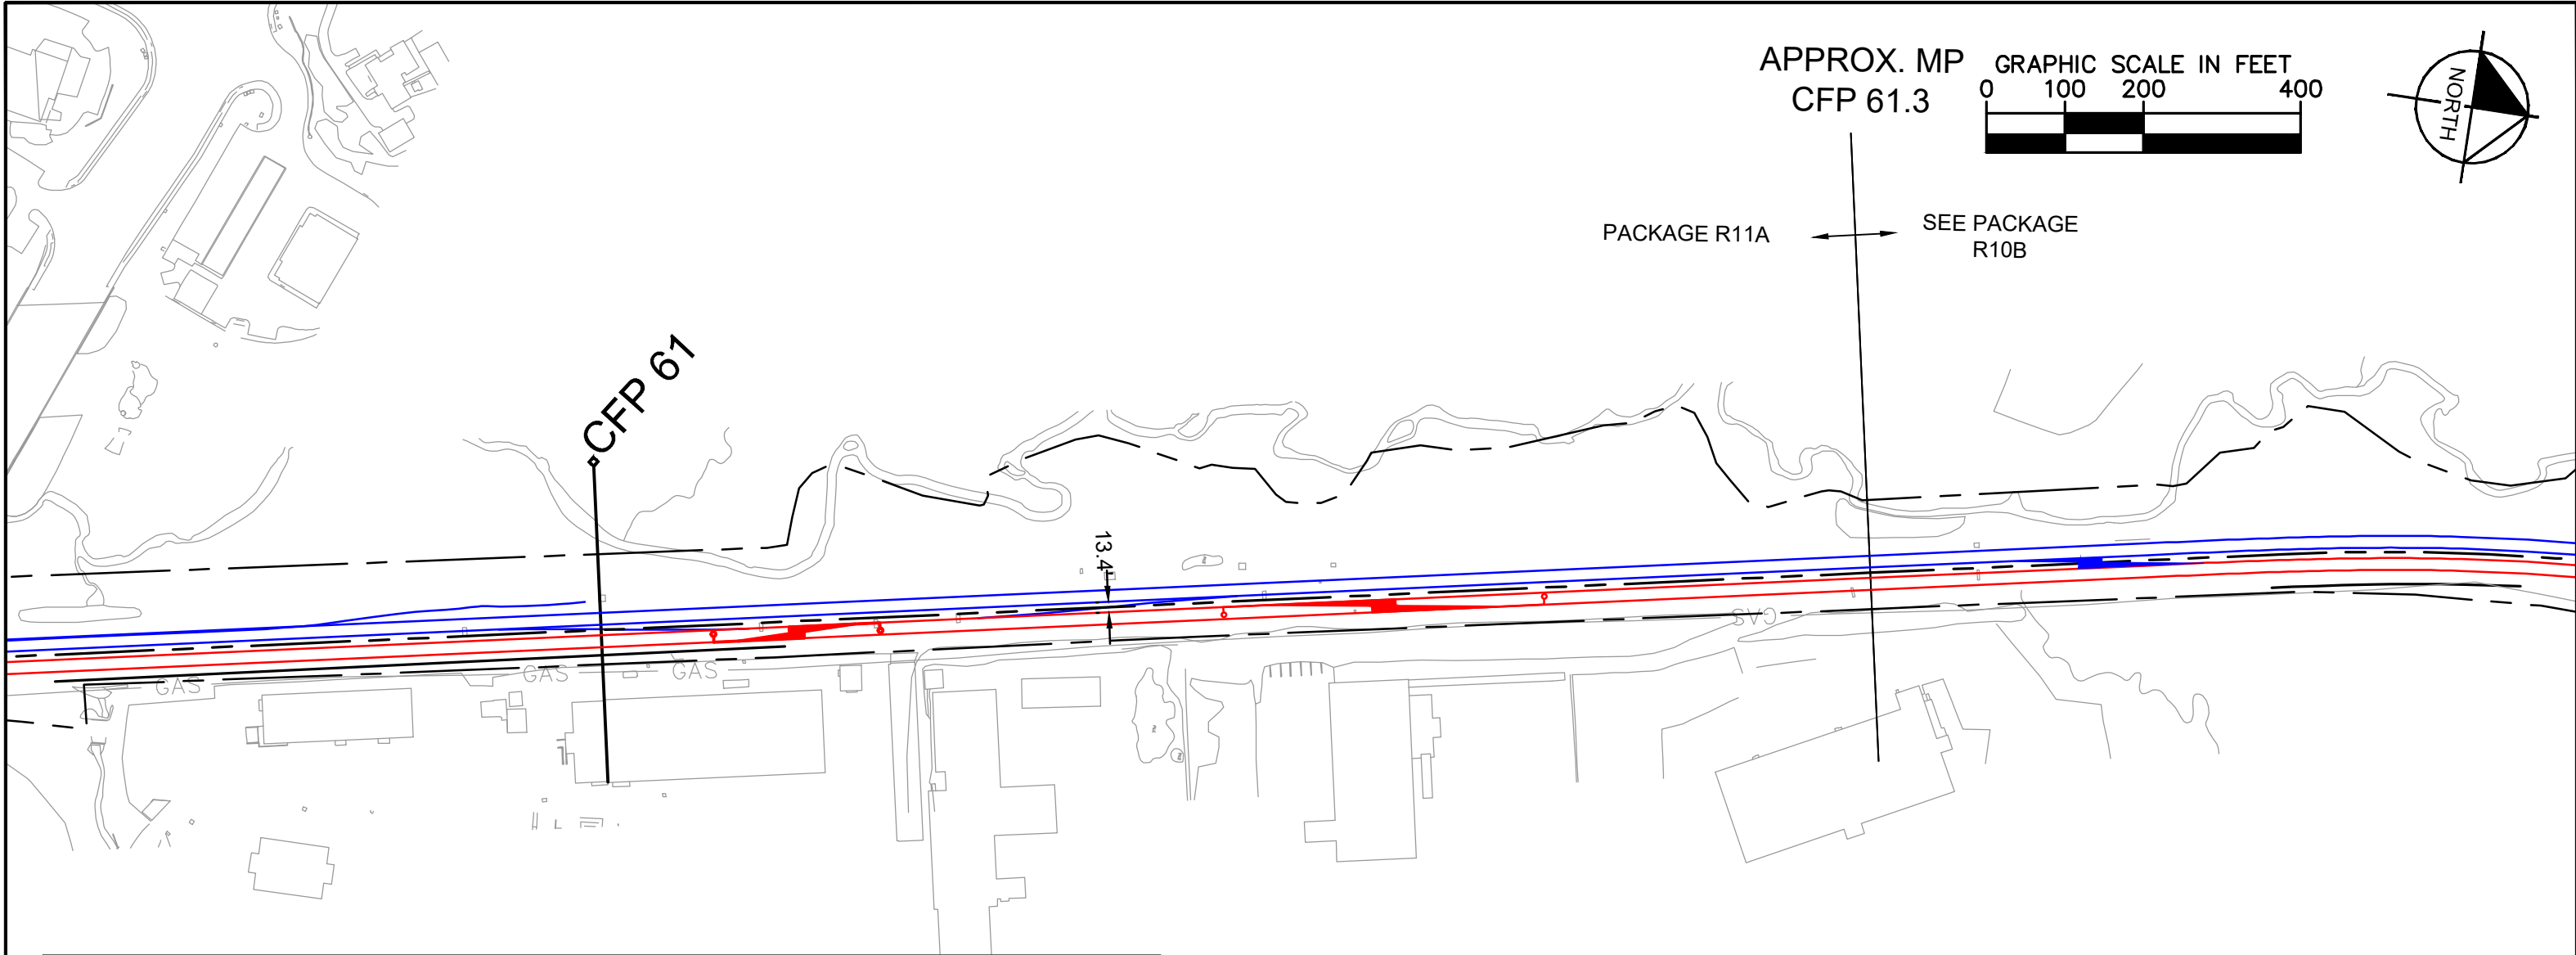 APPROX. MP
CFP 61.3
GRAPHIC SCALE IN FEET
0 100 200 400
NORTH
PACKAGE R11A
SEE PACKAGE
R10B
CFP 61
13.4'
GAS
GAS
GAS
GAS